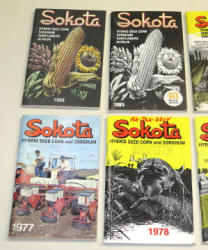 Sokota
HYBRID SEED CORN
SORGHUM
SUNFLOWERS
ALFALFA
Sokota
HYBRID SEED CORN
SORGHUM
SUNFLOWERS
ALFALFA
1985
Sokota
HYBRID SEED CORN and SORGHUM
1977
Sokota
HYBRID SEED CORN and SORGHUM
1978